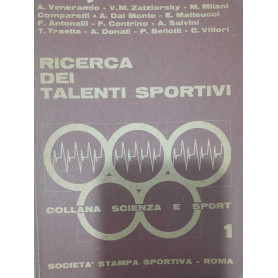 A. Venerando - V.M. Zatziorsky - M. Milani
Comparetti - A. Dal Monte - E. Matteucci
F. Antonelli - F. Contrino - A. Salvini
T. Traetta - A. Donati - P. Bellotti - C. Vittori
RICERCA
DEI
TALENTI SPORTIVI
COLLANA SCIENZA E SPORT
1
SOCIETA' STAMPA SPORTIVA - ROMA